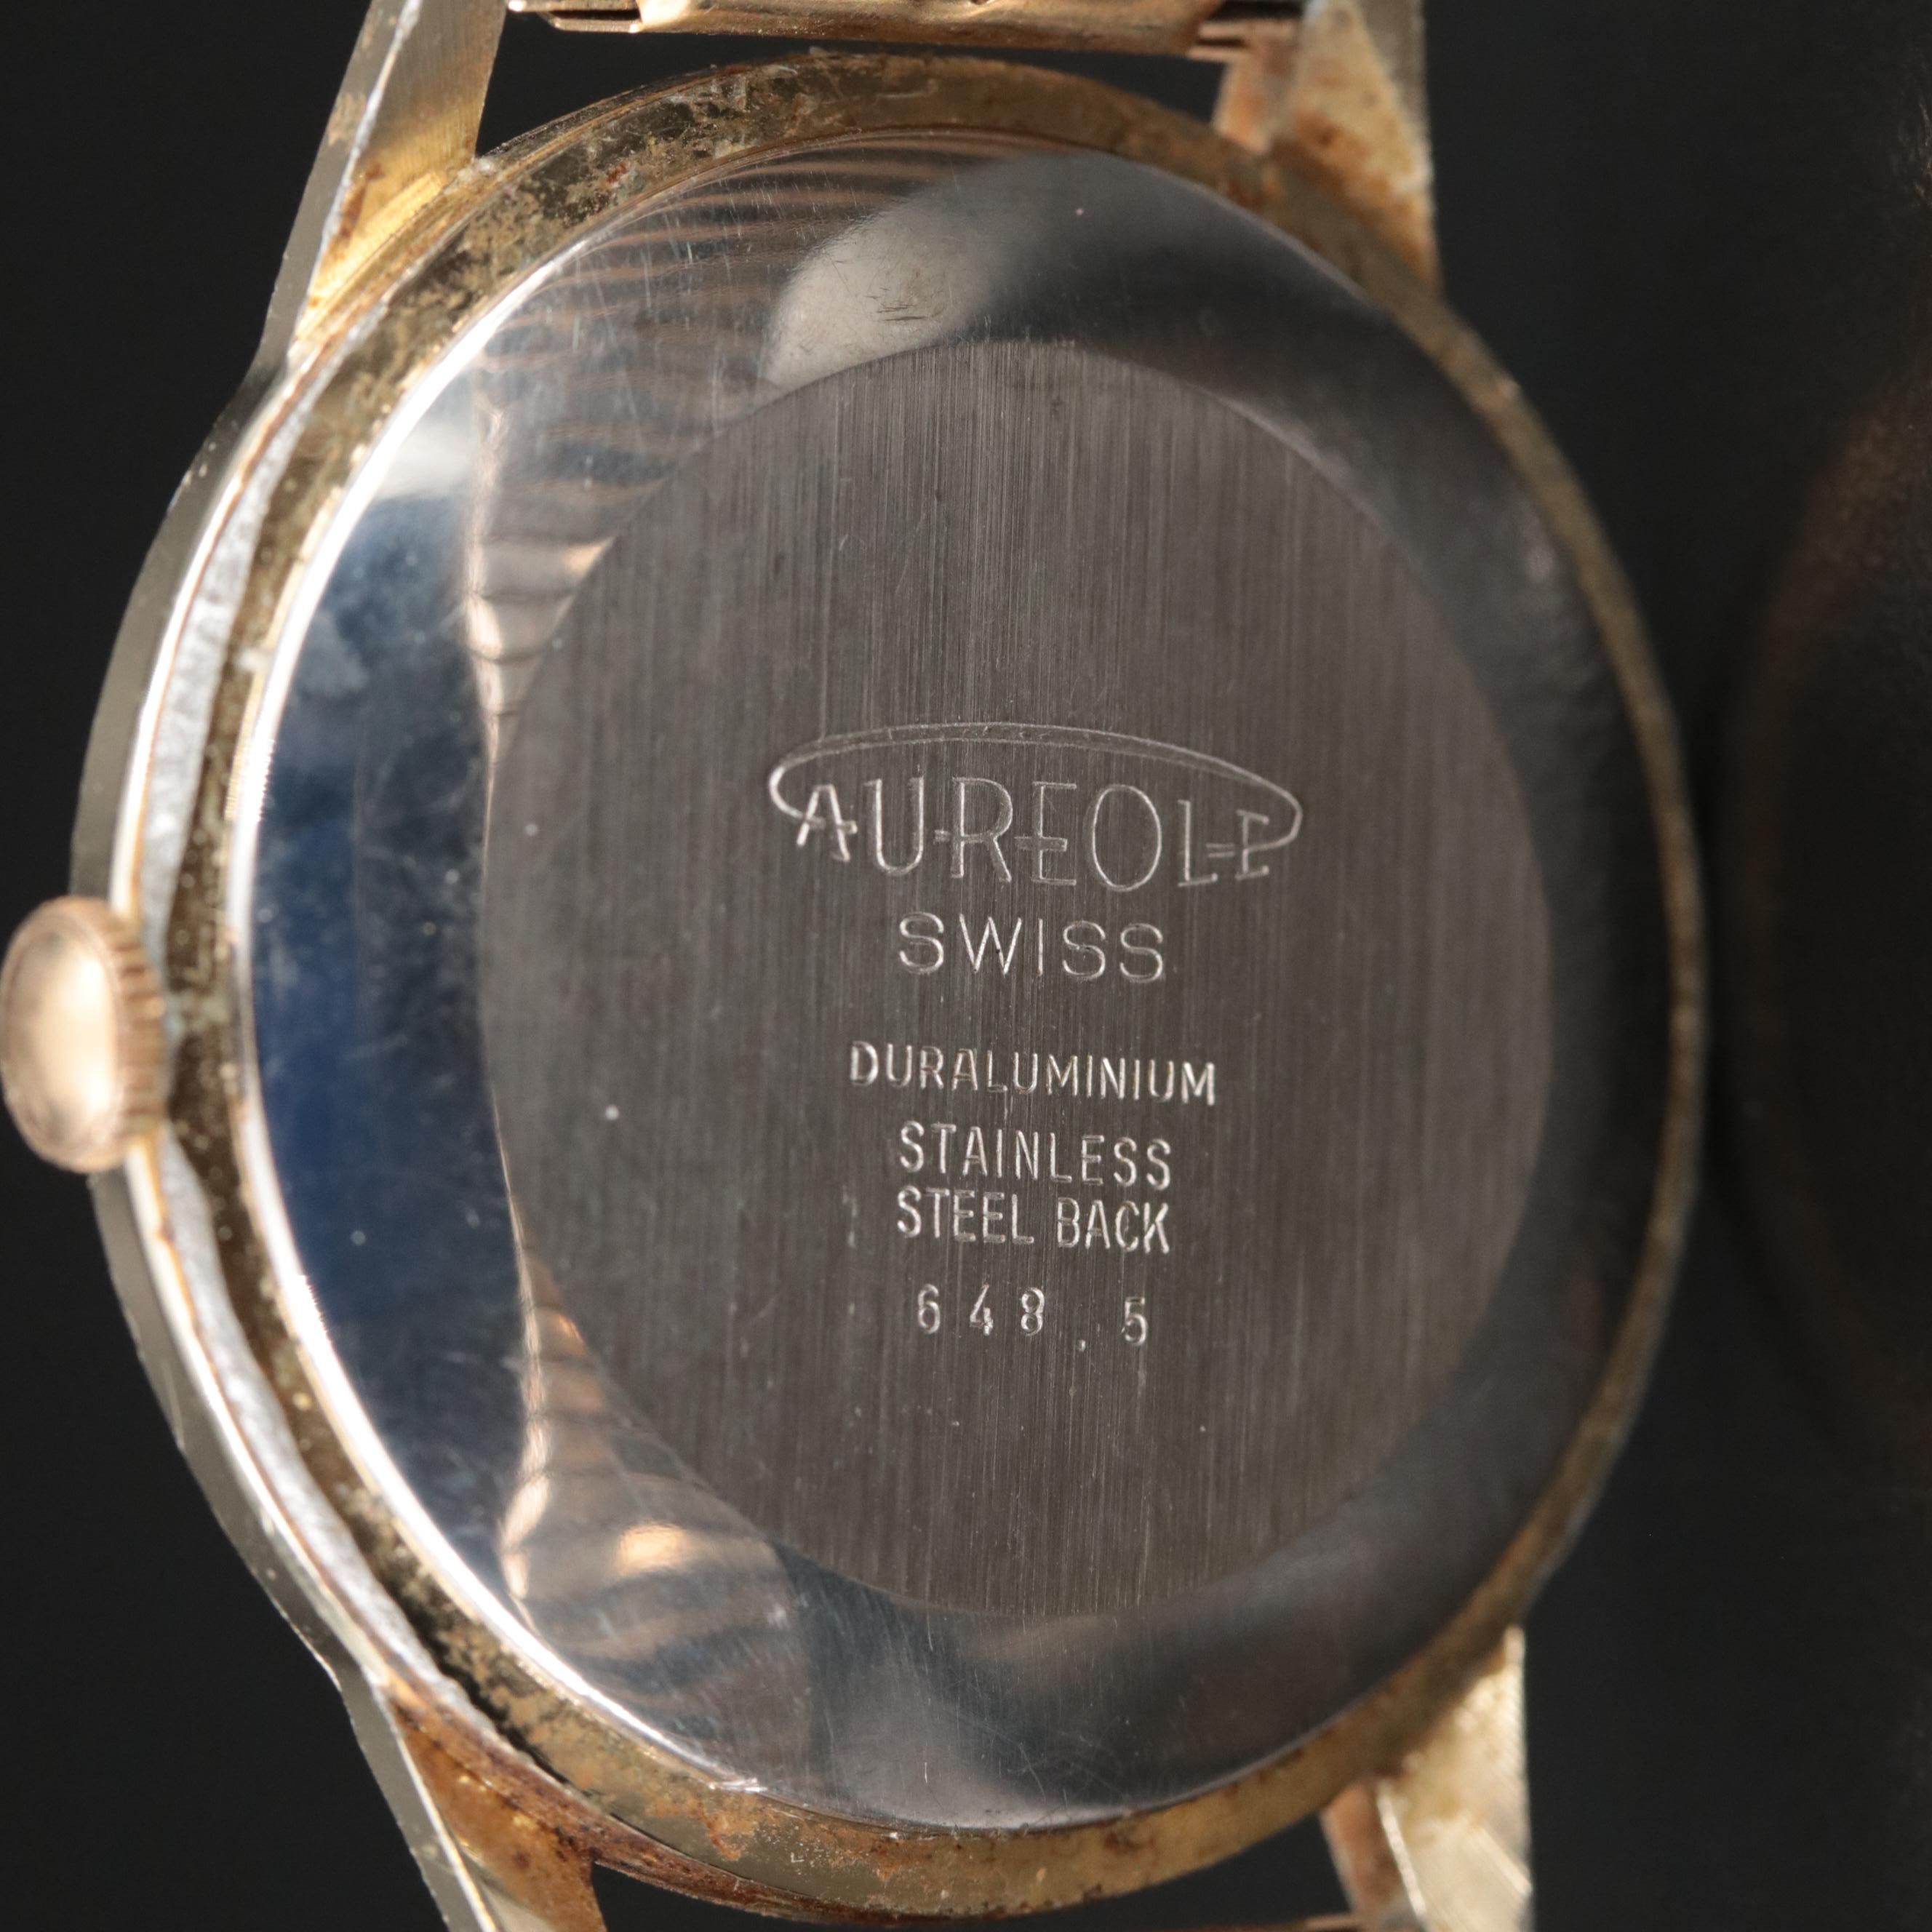 AUREOLE
SWISS
DURALUMINIUM
STAINLESS
STEEL BACK
648.5